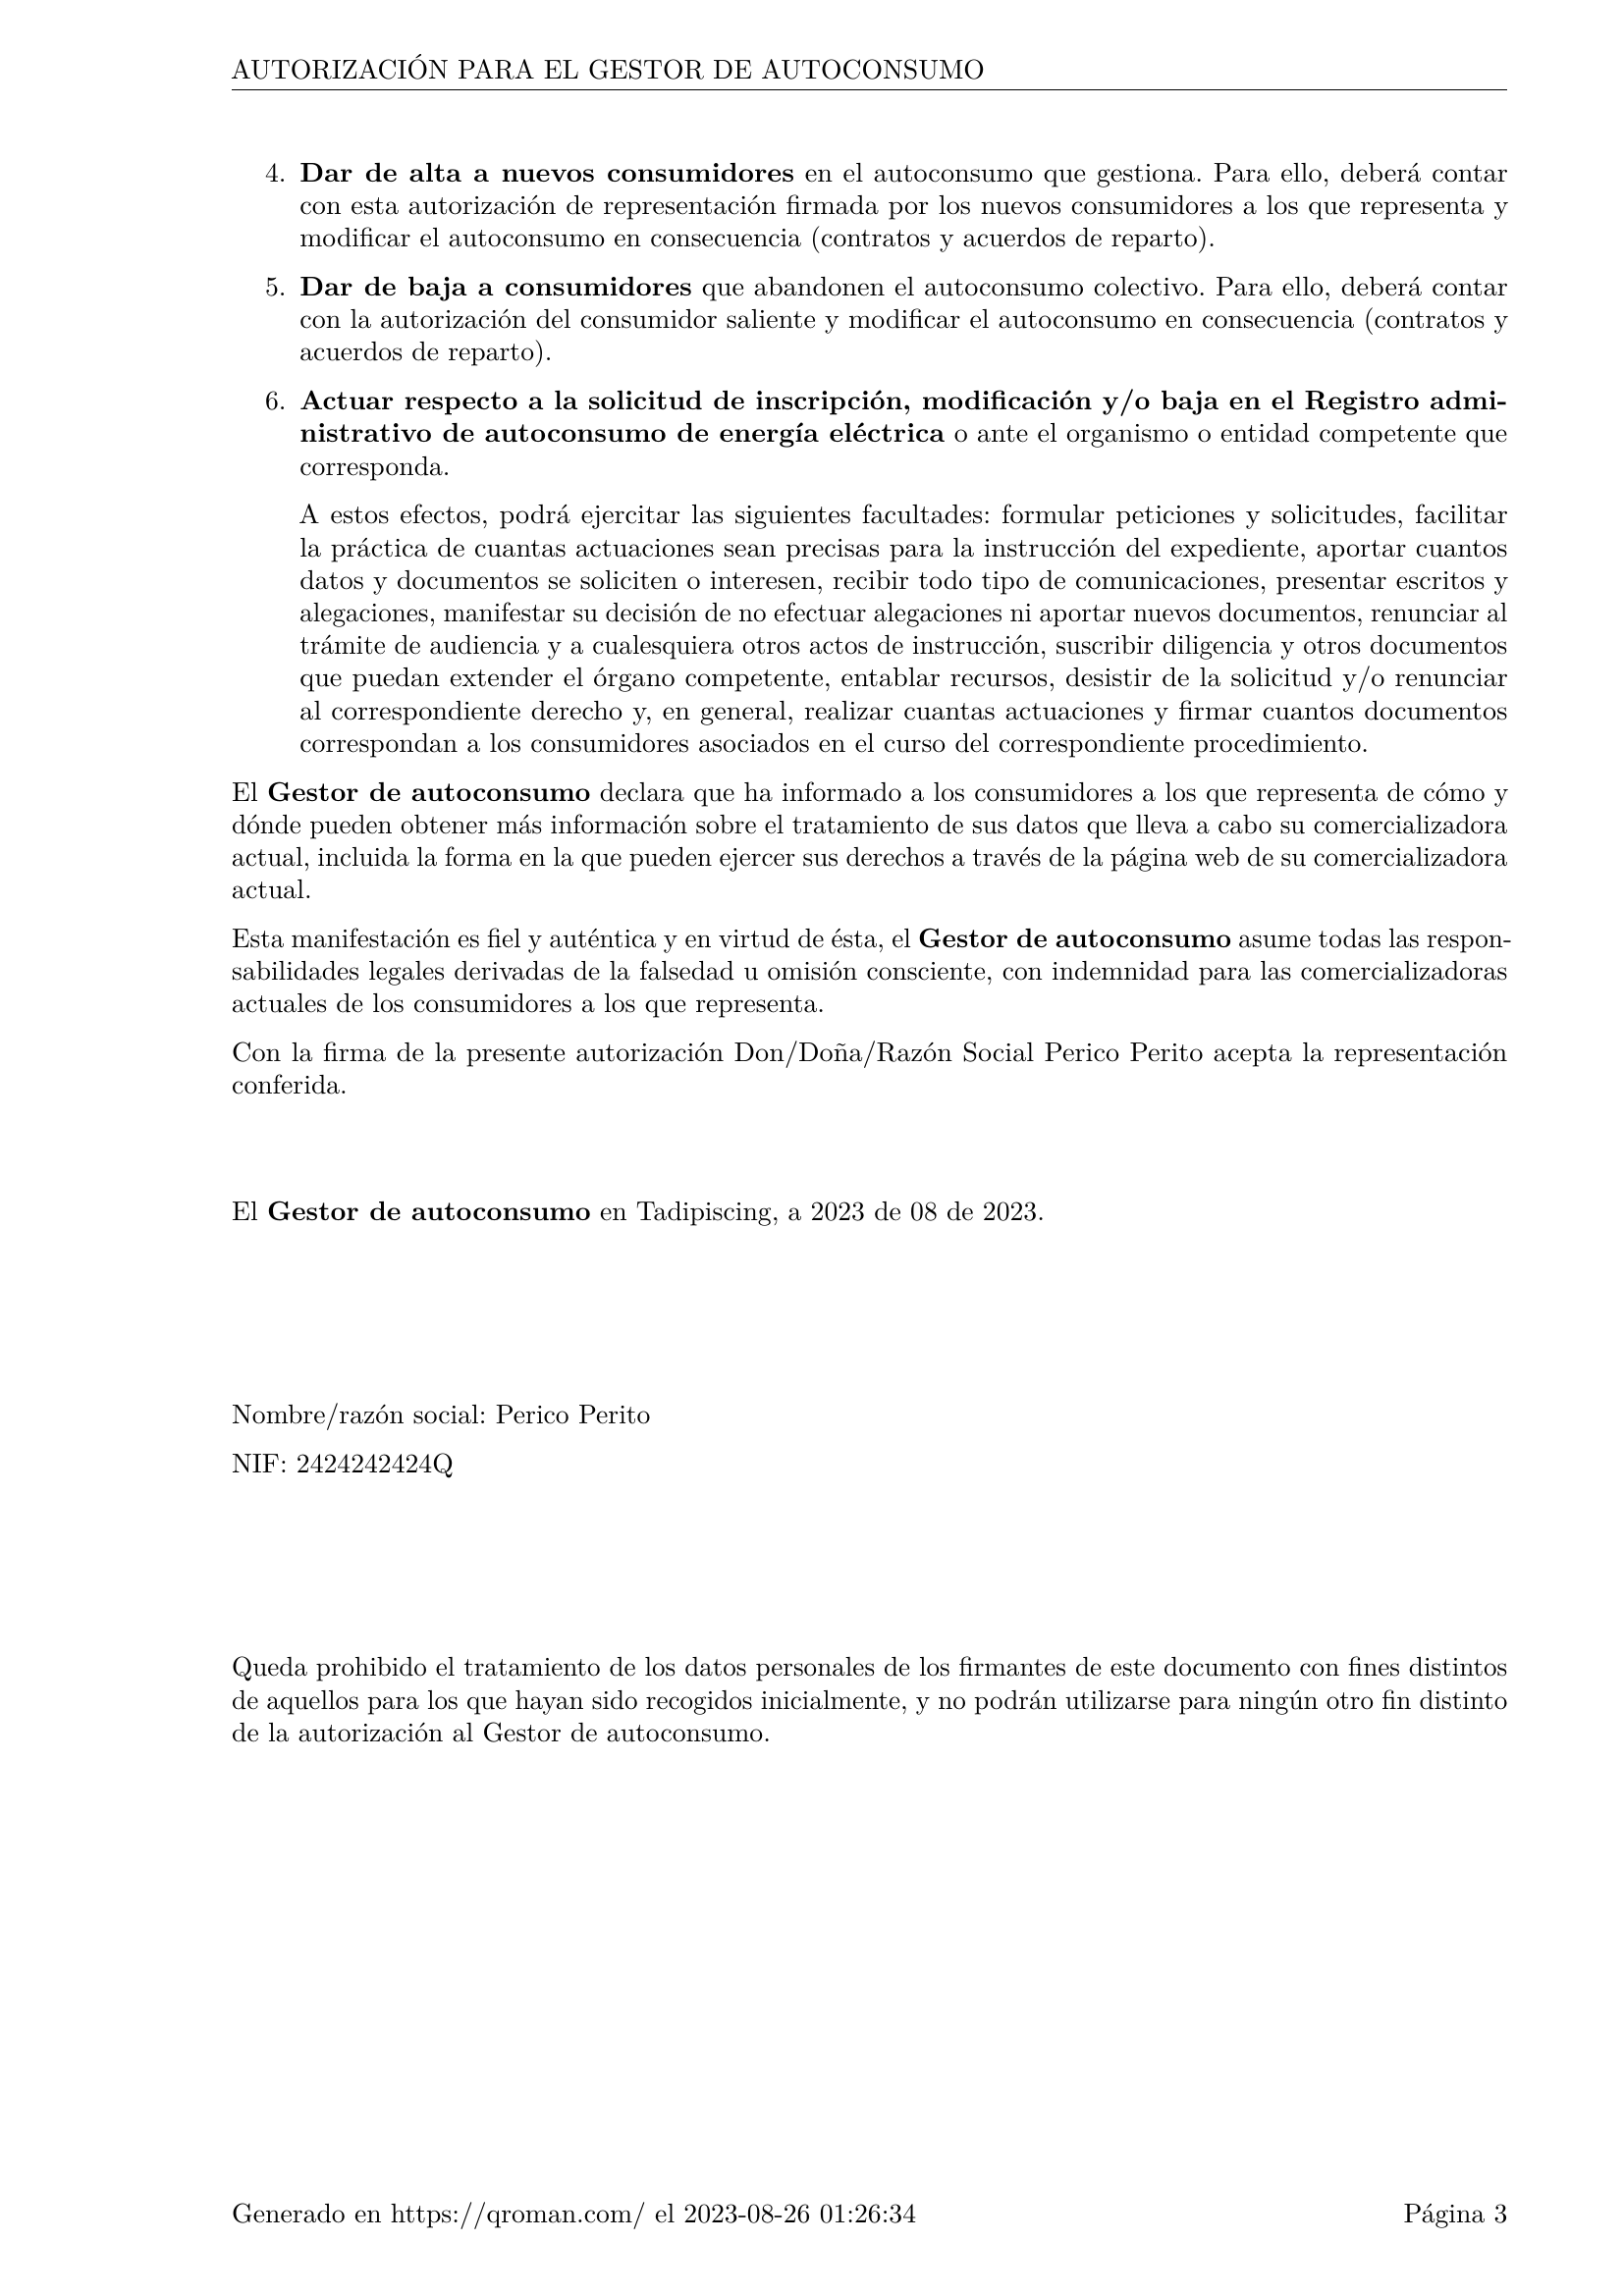 AUTORIZACIÓN PARA EL GESTOR DE AUTOCONSUMO
4. Dar de alta a nuevos consumidores en el autoconsumo que gestiona. Para ello, deberá contar
con esta autorización de representación firmada por los nuevos consumidores a los que representa y
modificar el autoconsumo en consecuencia (contratos y acuerdos de reparto).
5. Dar de baja a consumidores que abandonen el autoconsumo colectivo. Para ello, deberá contar
con la autorización del consumidor saliente y modificar el autoconsumo en consecuencia (contratos y
acuerdos de reparto).
6. Actuar respecto a la solicitud de inscripción, modificación y/o baja en el Registro admi-
nistrativo de autoconsumo de energía eléctrica o ante el organismo o entidad competente que
corresponda.
A estos efectos, podrá ejercitar las siguientes facultades: formular peticiones y solicitudes, facilitar
la práctica de cuantas actuaciones sean precisas para la instrucción del expediente, aportar cuantos
datos y documentos se soliciten o interesen, recibir todo tipo de comunicaciones, presentar escritos y
alegaciones, manifestar su decisión de no efectuar alegaciones ni aportar nuevos documentos, renunciar al
trámite de audiencia y a cualesquiera otros actos de instrucción, suscribir diligencia y otros documentos
que puedan extender el órgano competente, entablar recursos, desistir de la solicitud y/o renunciar
al correspondiente derecho y, en general, realizar cuantas actuaciones y firmar cuantos documentos
correspondan a los consumidores asociados en el curso del correspondiente procedimiento.
El Gestor de autoconsumo declara que ha informado a los consumidores a los que representa de cómo y
dónde pueden obtener más información sobre el tratamiento de sus datos que lleva a cabo su comercializadora
actual, incluida la forma en la que pueden ejercer sus derechos a través de la página web de su comercializadora
actual.
Esta manifestación es fiel y auténtica y en virtud de ésta, el Gestor de autoconsumo asume todas las respon-
sabilidades legales derivadas de la falsedad u omisión consciente, con indemnidad para las comercializadoras
actuales de los consumidores a los que representa.
Con la firma de la presente autorización Don/Doña/Razón Social Perico Perito acepta la representación
conferida.
El Gestor de autoconsumo en Tadipiscing, a 2023 de 08 de 2023.
Nombre/razón social: Perico Perito
NIF: 2424242424Q
Queda prohibido el tratamiento de los datos personales de los firmantes de este documento con fines distintos
de aquellos para los que hayan sido recogidos inicialmente, y no podrán utilizarse para ningún otro fin distinto
de la autorización al Gestor de autoconsumo.
Generado en https://qroman.com/ el 2023-08-26 01:26:34 Página 3